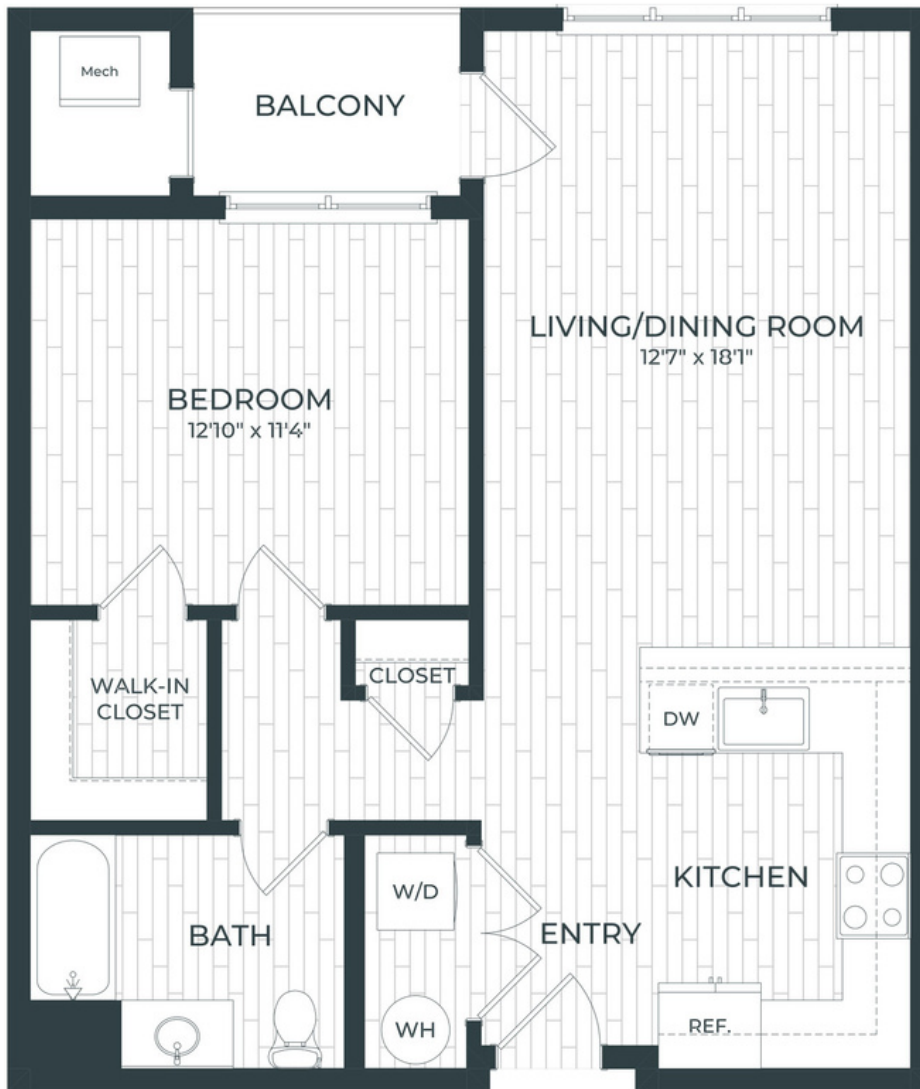 Mech
BALCONY
LIVING/DINING ROOM
12'7" x 18'1"
BEDROOM
12'10" x 11'4"
WALK-IN
CLOSET
CLOSET
DW
KITCHEN
W/D
BATH
ENTRY
WH
REF.